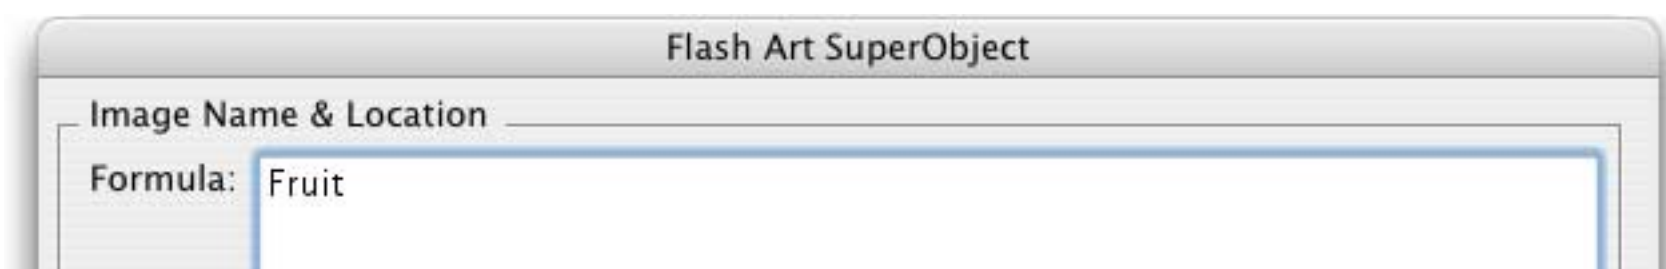 Flash Art SuperObject
Image Name & Location
Formula: Fruit